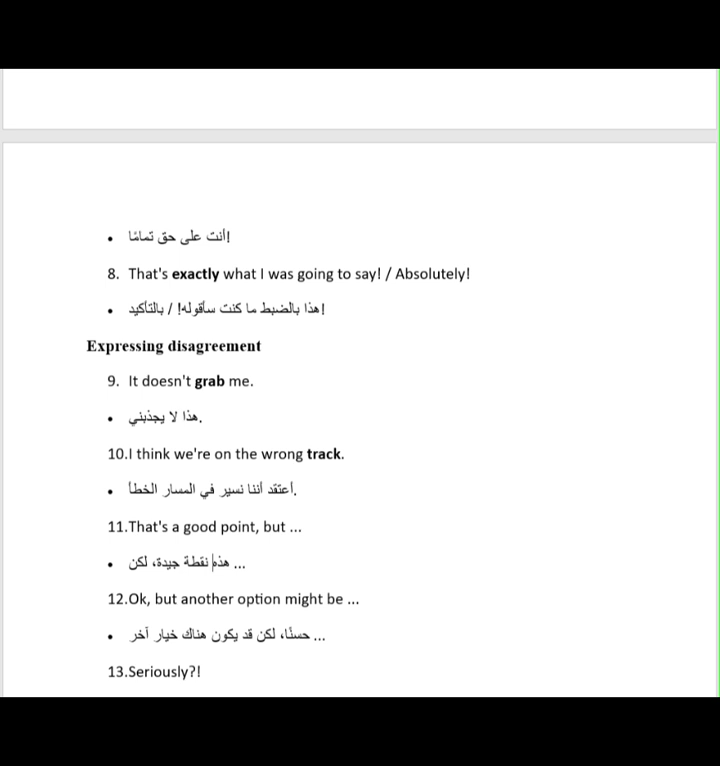 أنت على حق تمامًا!
8. That's exactly what I was going to say! / Absolutely!
هذا بالضبط ما كنت سأقوله! / بالتأكيد!
Expressing disagreement
9. It doesn't grab me.
هذا لا يجذبني.
10.I think we're on the wrong track.
أعتقد أننا نسير في المسار الخطأ.
11.That's a good point, but ...
هذه نقطة جيدة، لكن ...
12.Ok, but another option might be ...
حسنًا، لكن قد يكون هناك خيار آخر ...
13.Seriously?!